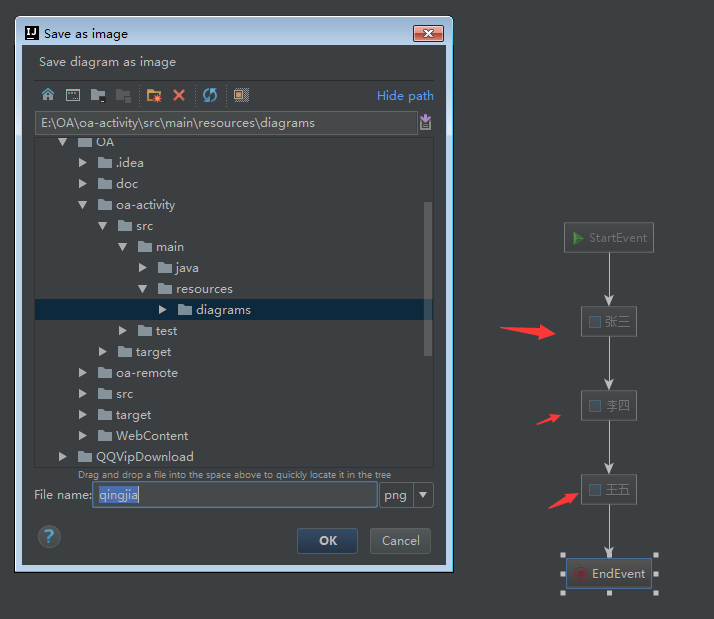 Save as image
Save diagram as image
Hide path
E:\OA\oa-activity\src\main\resources\diagrams
OA
.idea
doc
oa-activity
src
main
java
resources
diagrams
test
target
oa-remote
src
target
WebContent
QQVipDownload
Drag and drop a file into the space above to quickly locate it in the tree
File name: qingjia png
? OK Cancel
StartEvent
张三
李四
王五
EndEvent